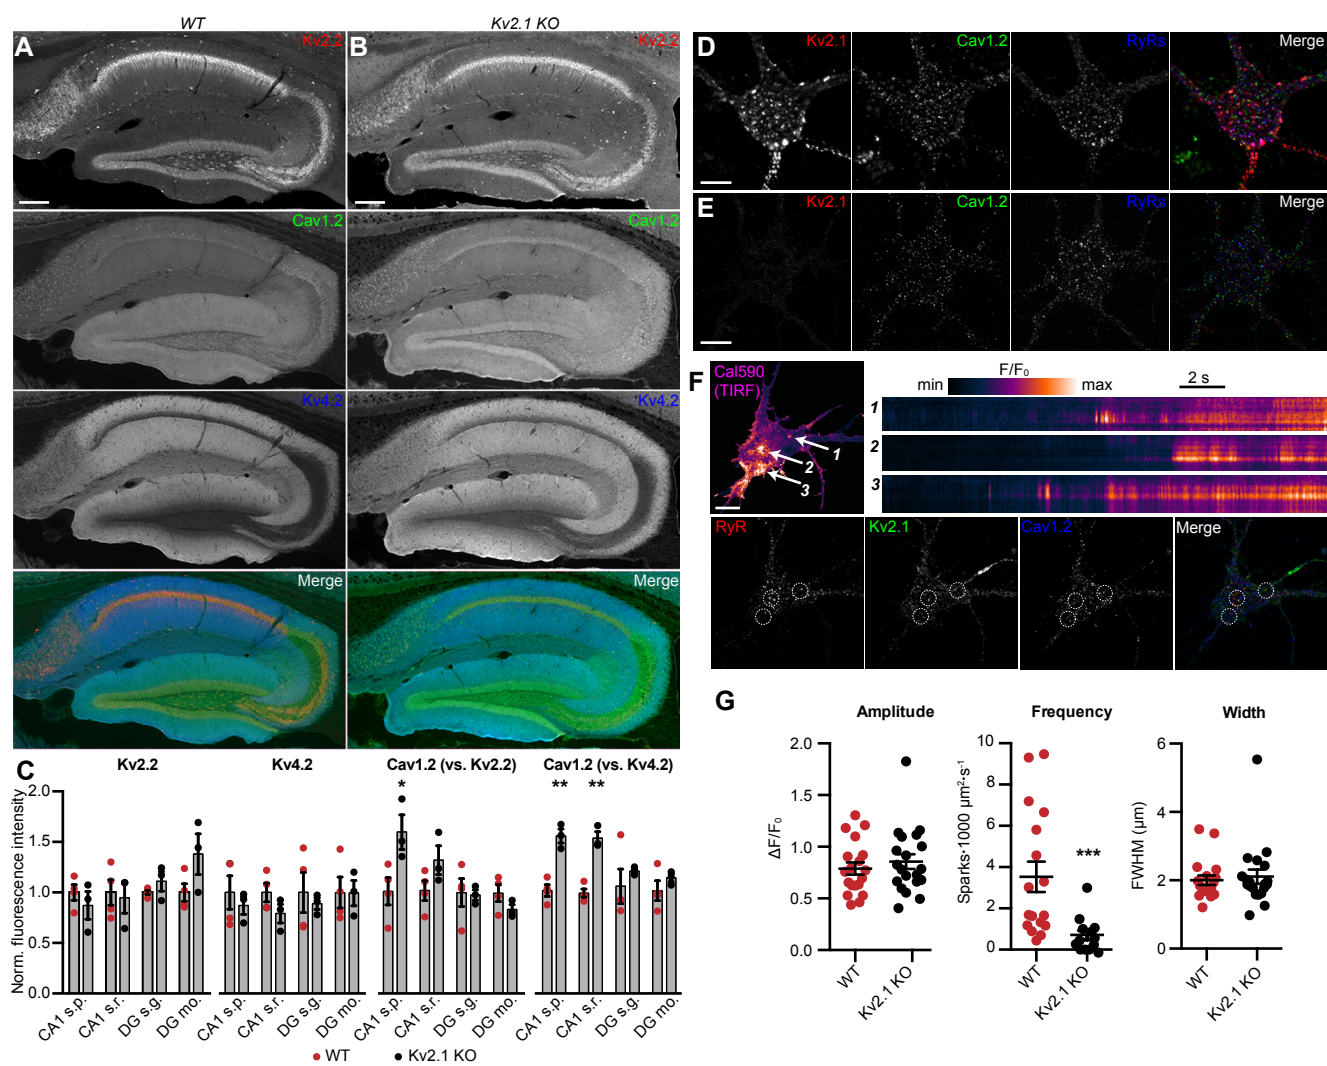 WT
Kv2.1 KO
A
Kv2.2
B
Kv2.2
Cav1.2
Cav1.2
Kv4.2
Kv4.2
Merge
Merge
C
Kv2.2
Kv4.2
Cav1.2 (vs. Kv2.2)
Cav1.2 (vs. Kv4.2)
*
**
**
Norm. fluorescence intensity
2.0
1.5
1.0
0.5
0.0
CA1 s.p.
CA1 s.r.
DG s.g.
DG mo.
CA1 s.p.
CA1 s.r.
DG s.g.
DG mo.
CA1 s.p.
CA1 s.r.
DG s.g.
DG mo.
CA1 s.p.
CA1 s.r.
DG s.g.
DG mo.
WT
Kv2.1 KO
D
Kv2.1
Cav1.2
RyRs
Merge
E
Kv2.1
Cav1.2
RyRs
Merge
F
Cal590
(TIRF)
1
2
3
F/F₀
min
max
2 s
1
2
3
RyR
Kv2.1
Cav1.2
Merge
G
Amplitude
ΔF/F₀
2.0
1.5
1.0
0.5
0.0
WT
Kv2.1 KO
Frequency
Sparks·1000 µm²·s⁻¹
10
8
6
4
2
0
***
WT
Kv2.1 KO
Width
FWHM (µm)
6
4
2
0
WT
Kv2.1 KO